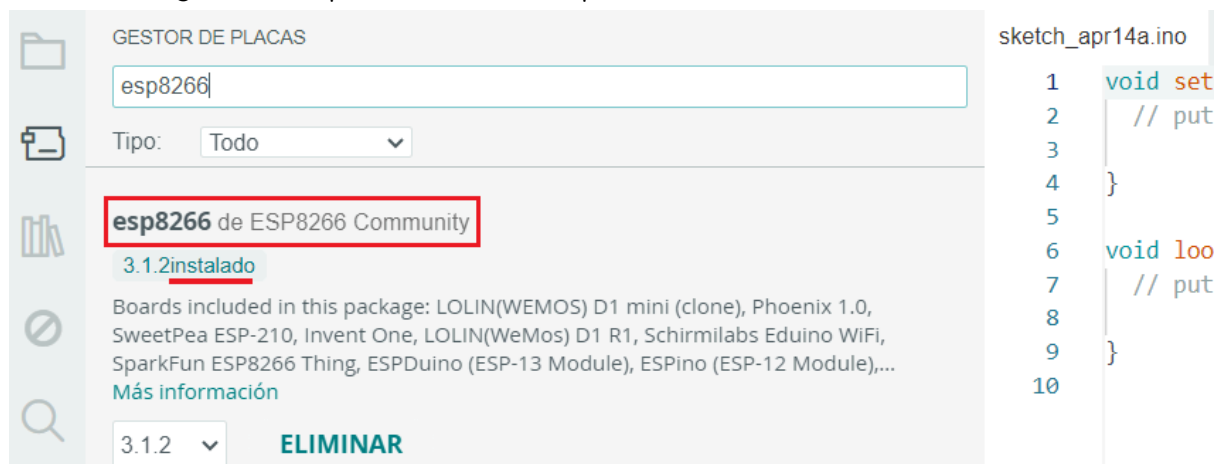 GESTOR DE PLACAS
esp8266
Tipo: Todo
esp8266 de ESP8266 Community
3.1.2instalado
Boards included in this package: LOLIN(WEMOS) D1 mini (clone), Phoenix 1.0,
SweetPea ESP-210, Invent One, LOLIN(WeMos) D1 R1, Schirmilabs Eduino WiFi,
SparkFun ESP8266 Thing, ESPDuino (ESP-13 Module), ESPino (ESP-12 Module),...
Más información
3.1.2 ELIMINAR
sketch_apr14a.ino
1 void set
2 // put
3
4 }
5
6 void loo
7 // put
8
9 }
10